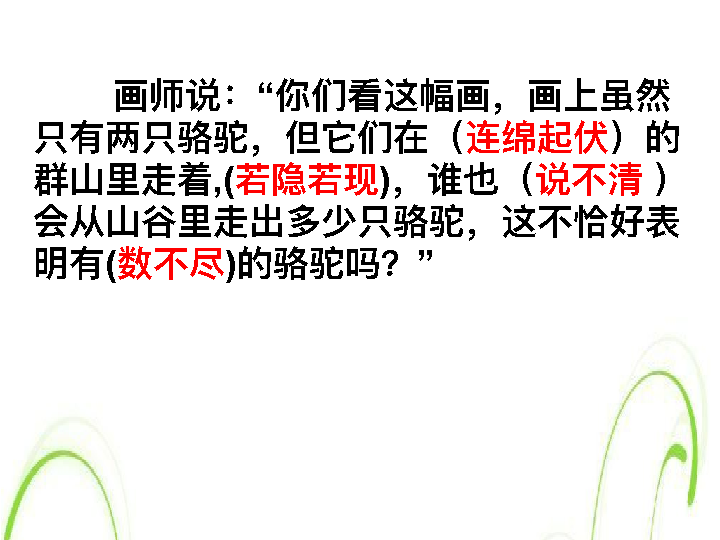 画师说：“你们看这幅画，画上虽然
只有两只骆驼，但它们在（连绵起伏）的
群山里走着,(若隐若现)，谁也（说不清 ）
会从山谷里走出多少只骆驼，这不恰好表
明有(数不尽)的骆驼吗？”